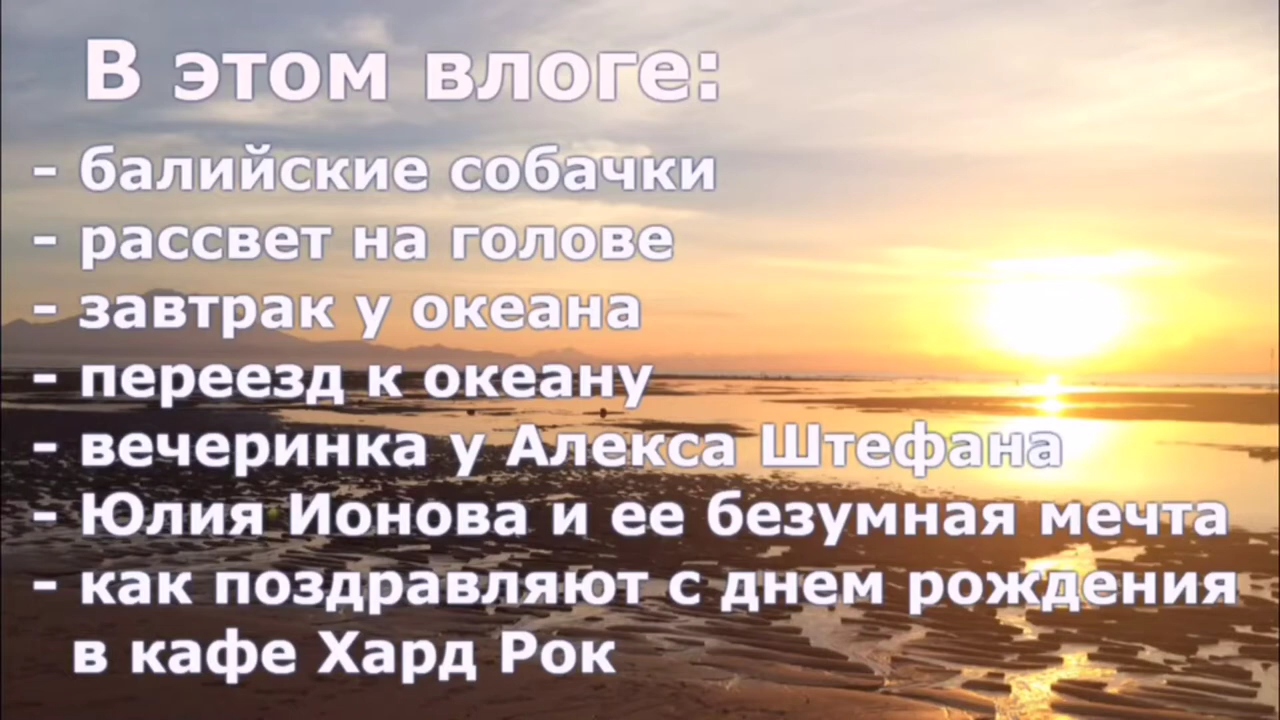 В этом влоге:
- балийские собачки
- рассвет на голове
- завтрак у океана
- переезд к океану
- вечеринка у Алекса Штефана
- Юлия Ионова и ее безумная мечта
- как поздравляют с днем рождения
в кафе Хард Рок